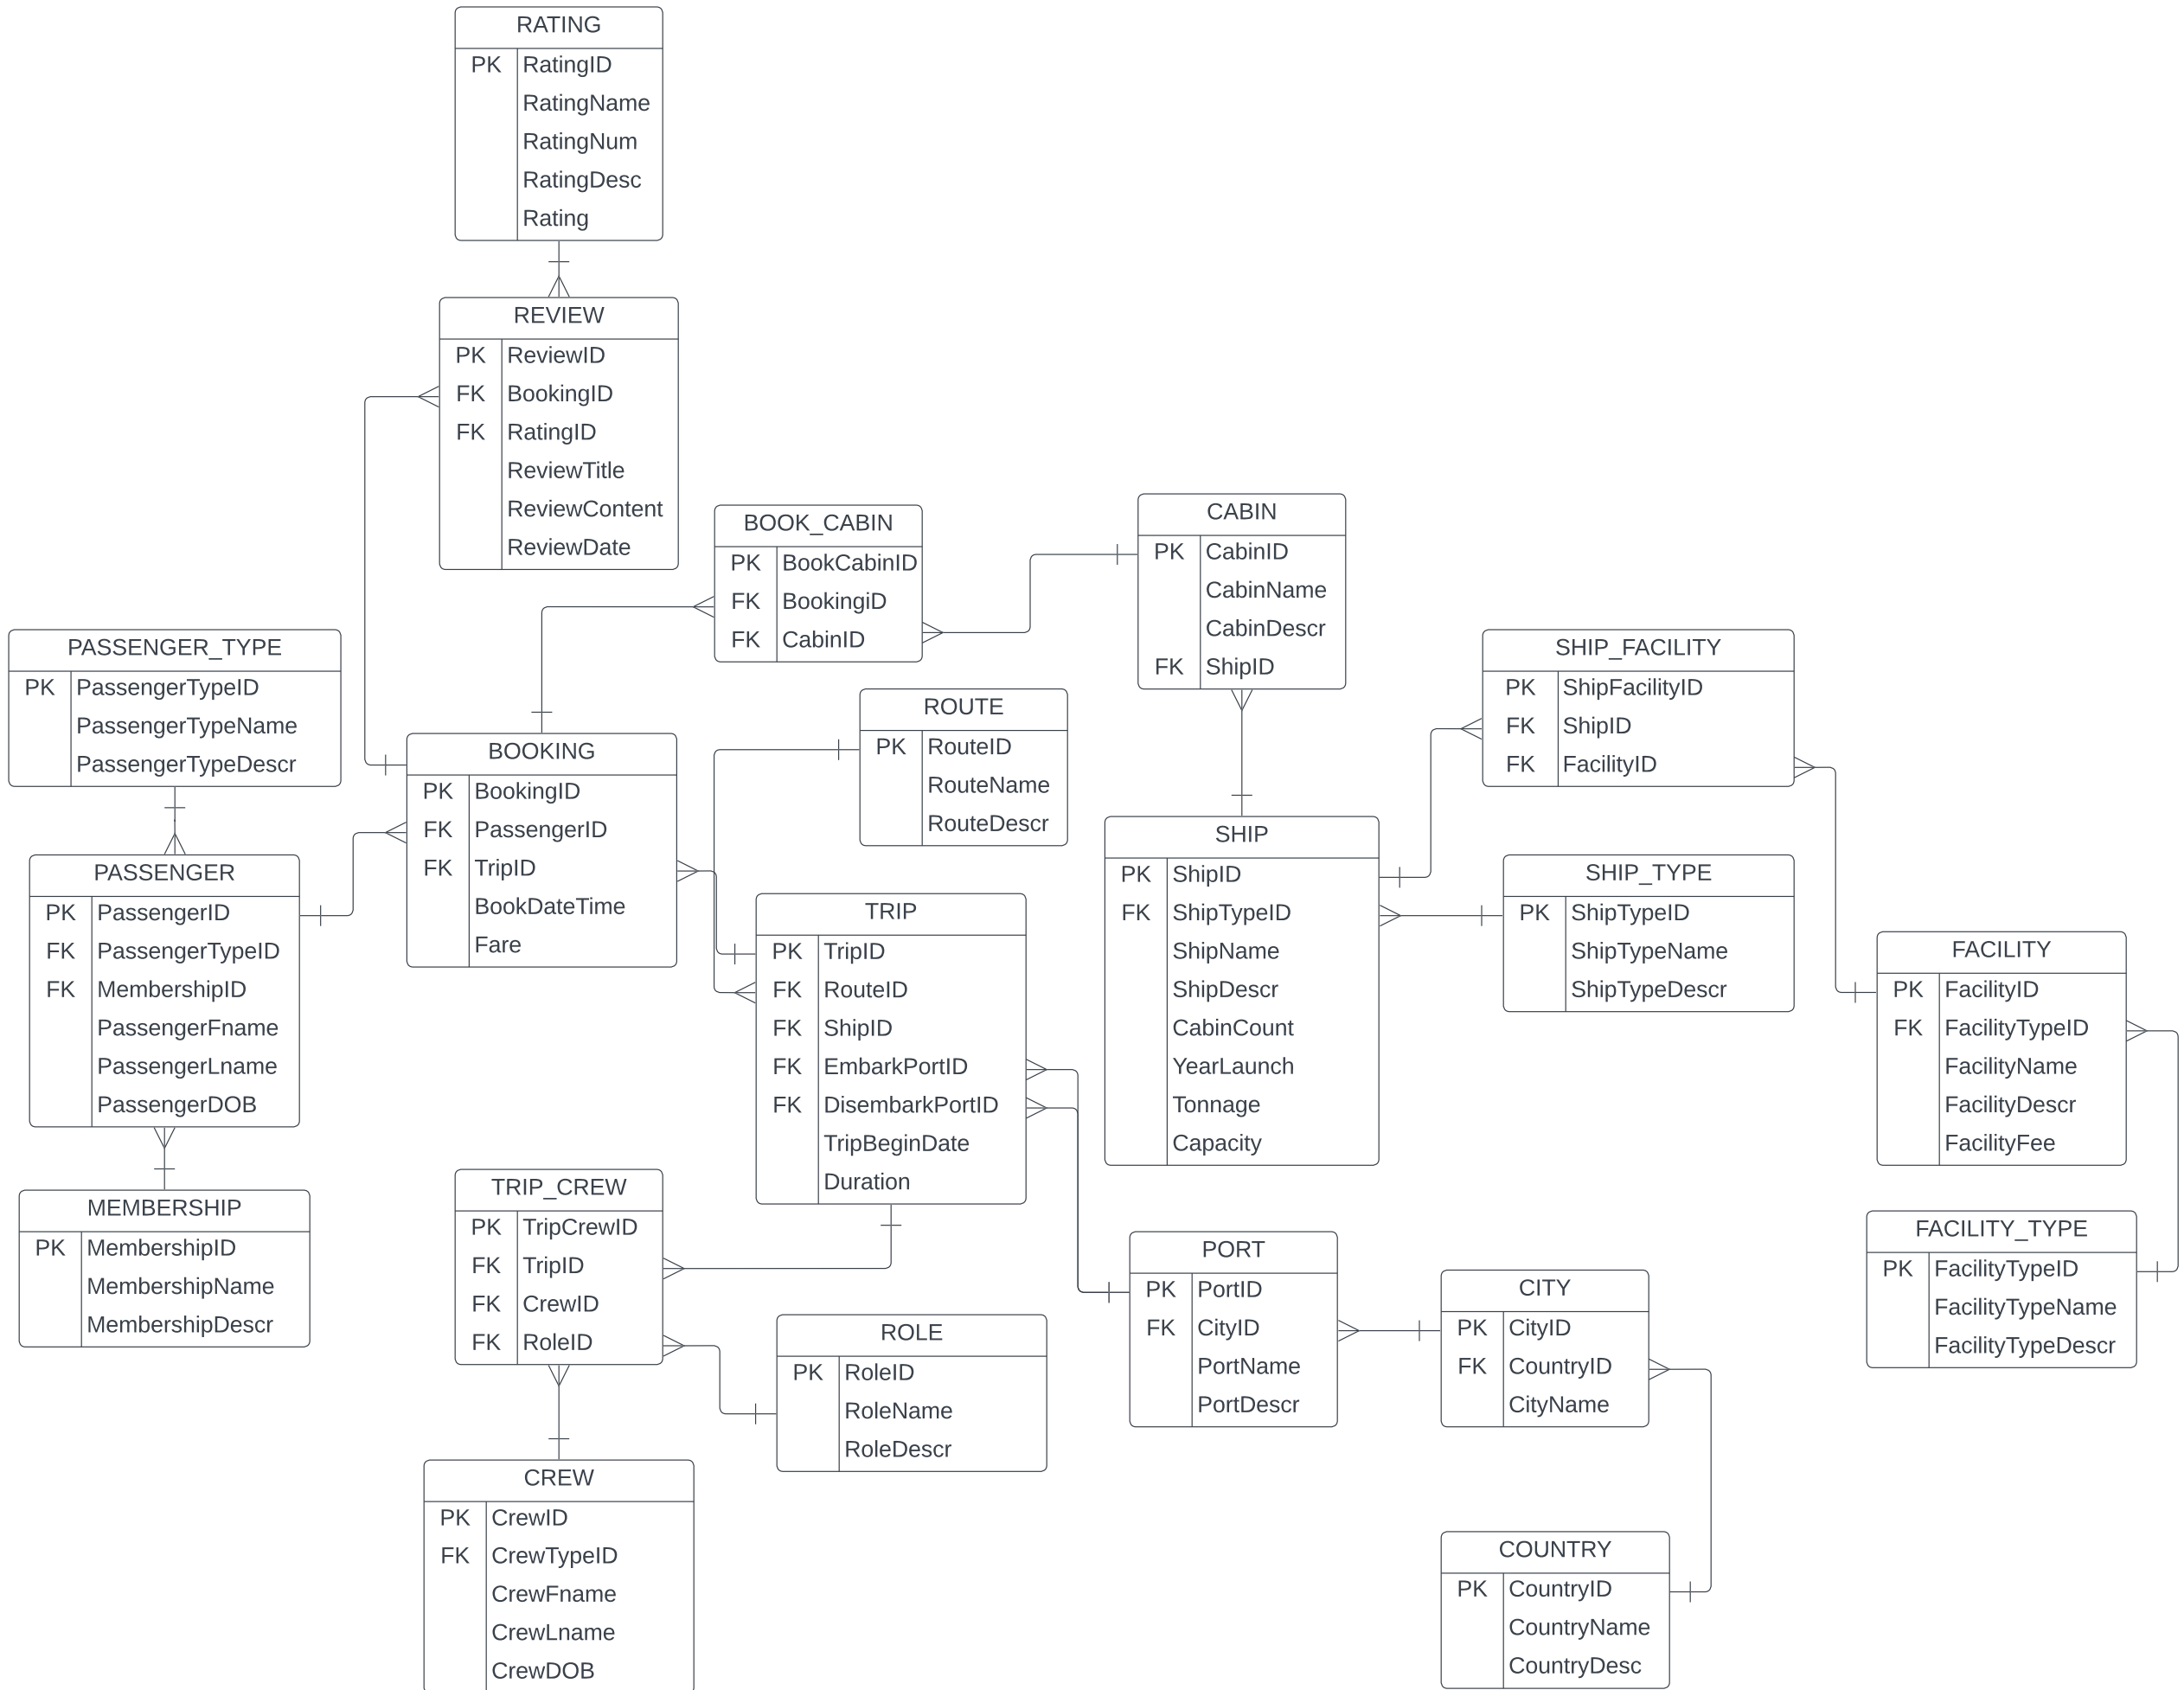 RATING
PK RatingID
RatingName
RatingNum
RatingDesc
Rating
REVIEW
PK ReviewID
FK BookingID
FK RatingID
ReviewTitle
ReviewContent
ReviewDate
BOOK_CABIN
PK BookCabinID
FK BookingiD
FK CabinID
CABIN
PK CabinID
CabinName
CabinDescr
FK ShipID
PASSENGER_TYPE
PK PassengerTypeID
PassengerTypeName
PassengerTypeDescr
SHIP_FACILITY
PK ShipFacilityID
FK ShipID
FK FacilityID
ROUTE
PK RouteID
RouteName
RouteDescr
BOOKING
PK BookingID
FK PassengerID
FK TripID
BookDateTime
Fare
SHIP
PK ShipID
FK ShipTypeID
ShipName
ShipDescr
CabinCount
YearLaunch
Tonnage
Capacity
SHIP_TYPE
PK ShipTypeID
ShipTypeName
ShipTypeDescr
PASSENGER
PK PassengerID
FK PassengerTypeID
FK MembershipID
PassengerFname
PassengerLname
PassengerDOB
TRIP
PK TripID
FK RouteID
FK ShipID
FK EmbarkPortID
FK DisembarkPortID
TripBeginDate
Duration
FACILITY
PK FacilityID
FK FacilityTypeID
FacilityName
FacilityDescr
FacilityFee
MEMBERSHIP
PK MembershipID
MembershipName
MembershipDescr
TRIP_CREW
PK TripCrewID
FK TripID
FK CrewID
FK RoleID
FACILITY_TYPE
PK FacilityTypeID
FacilityTypeName
FacilityTypeDescr
PORT
PK PortID
FK CityID
PortName
PortDescr
CITY
PK CityID
FK CountryID
CityName
ROLE
PK RoleID
RoleName
RoleDescr
CREW
PK CrewID
FK CrewTypeID
CrewFname
CrewLname
CrewDOB
COUNTRY
PK CountryID
CountryName
CountryDesc